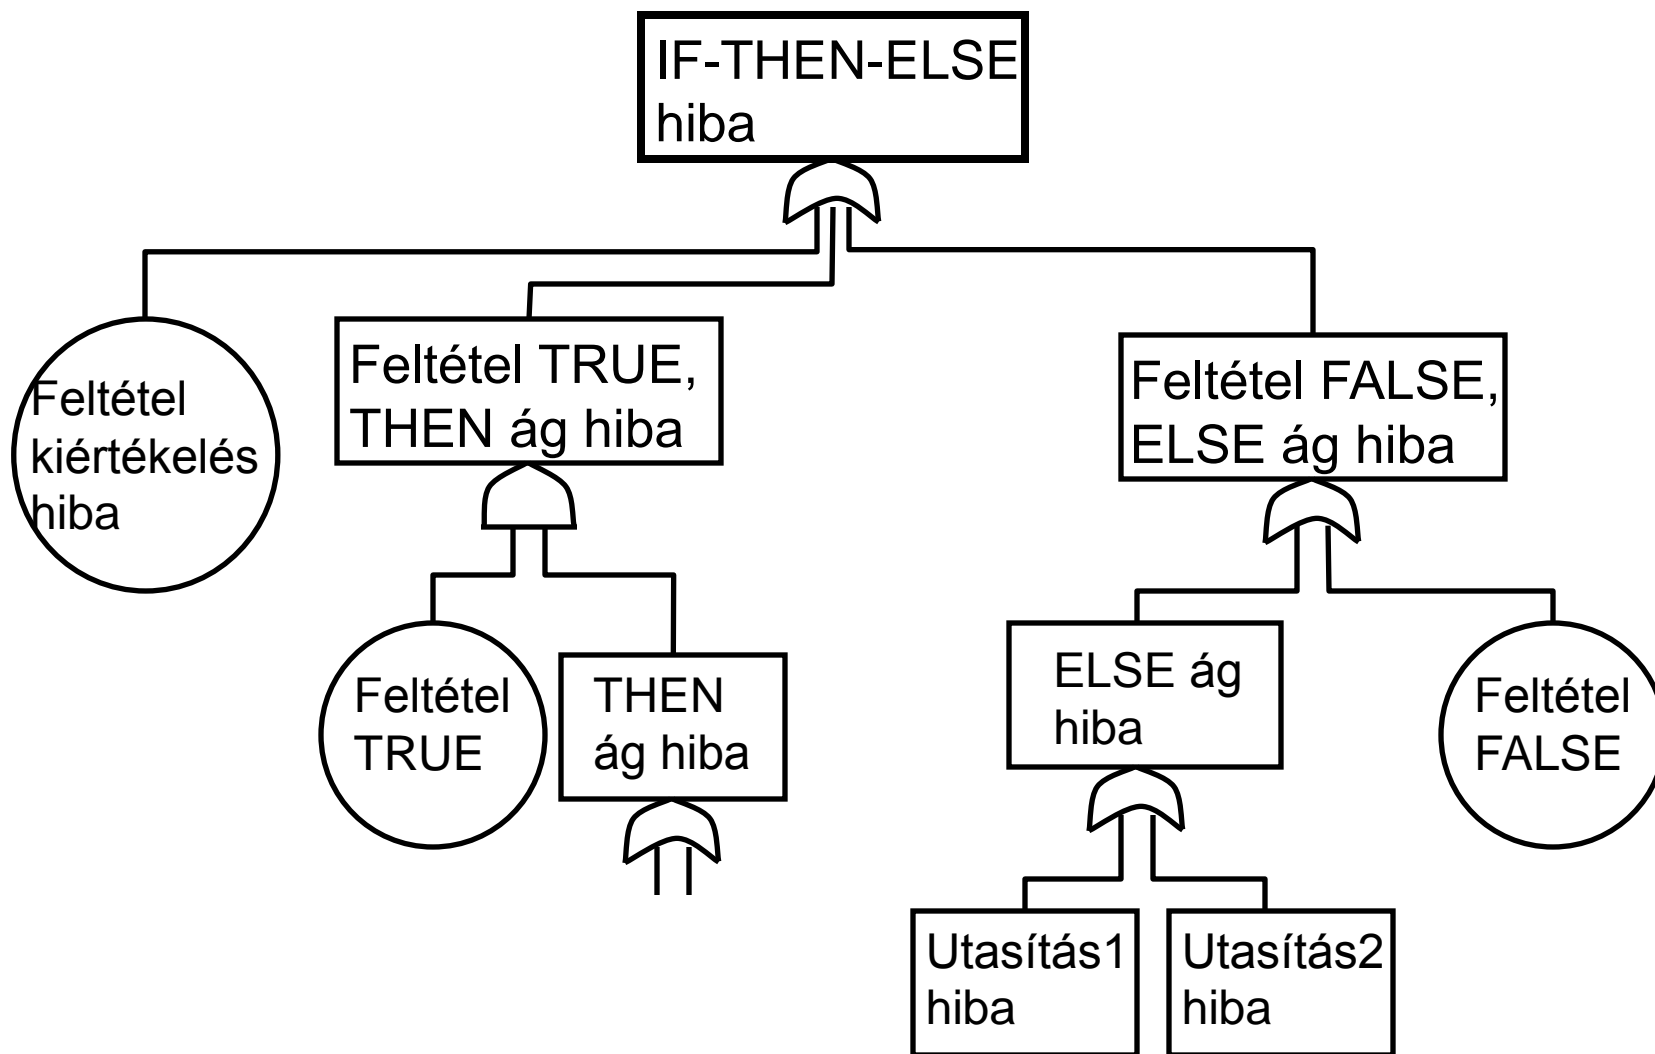 IF-THEN-ELSE
hiba
Feltétel
kiértékelés
hiba
Feltétel TRUE,
THEN ág hiba
Feltétel FALSE,
ELSE ág hiba
Feltétel
TRUE
THEN
ág hiba
ELSE ág
hiba
Feltétel
FALSE
Utasítás1
hiba
Utasítás2
hiba